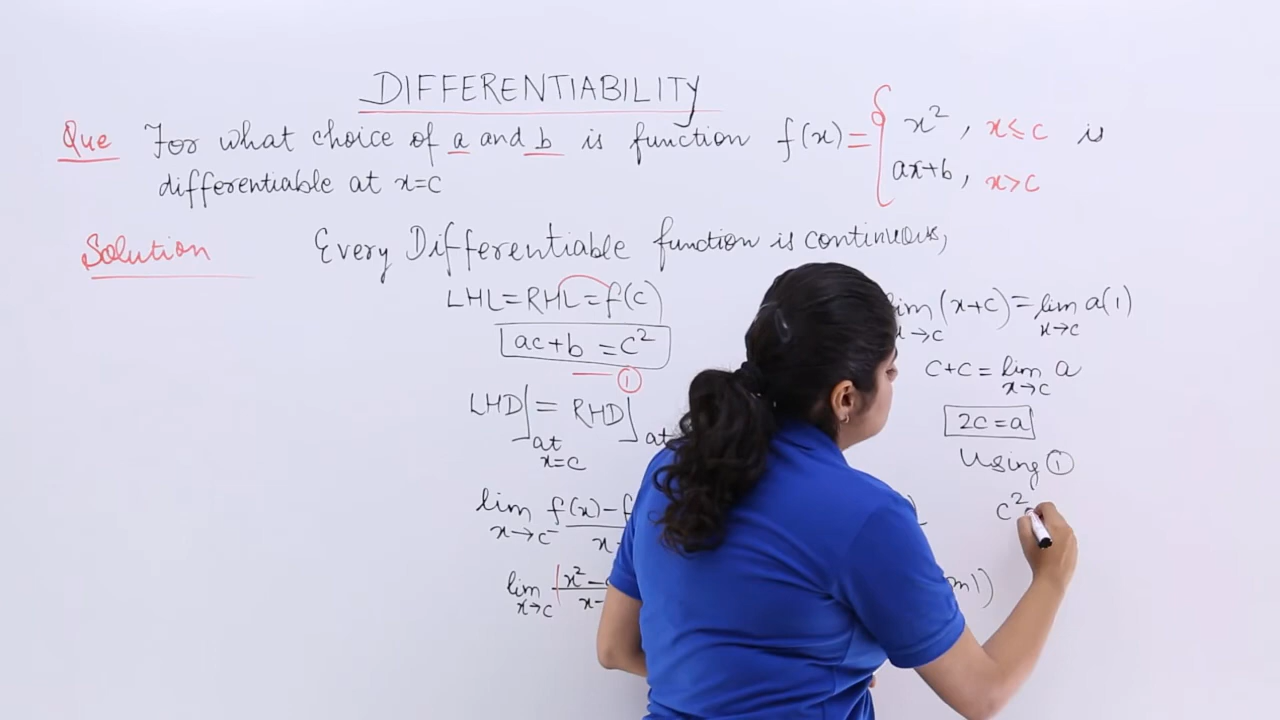 DIFFERENTIABILITY
Que For what choice of a and b is function f(x) = { x², x≤c is
ax+b, x>c
differentiable at x=c
Solution Every Differentiable function is continuous,
LHL=RHL=f(c)
ac+b = c²
①
LHD] = RHD]
at at
x=c
lim f(x)-f
x→c⁻ x-
lim x²-
x→c x-
lim (x+c) = lim a(1)
x→c x→c
c+c = lim a
x→c
2c=a
Using ①
c²